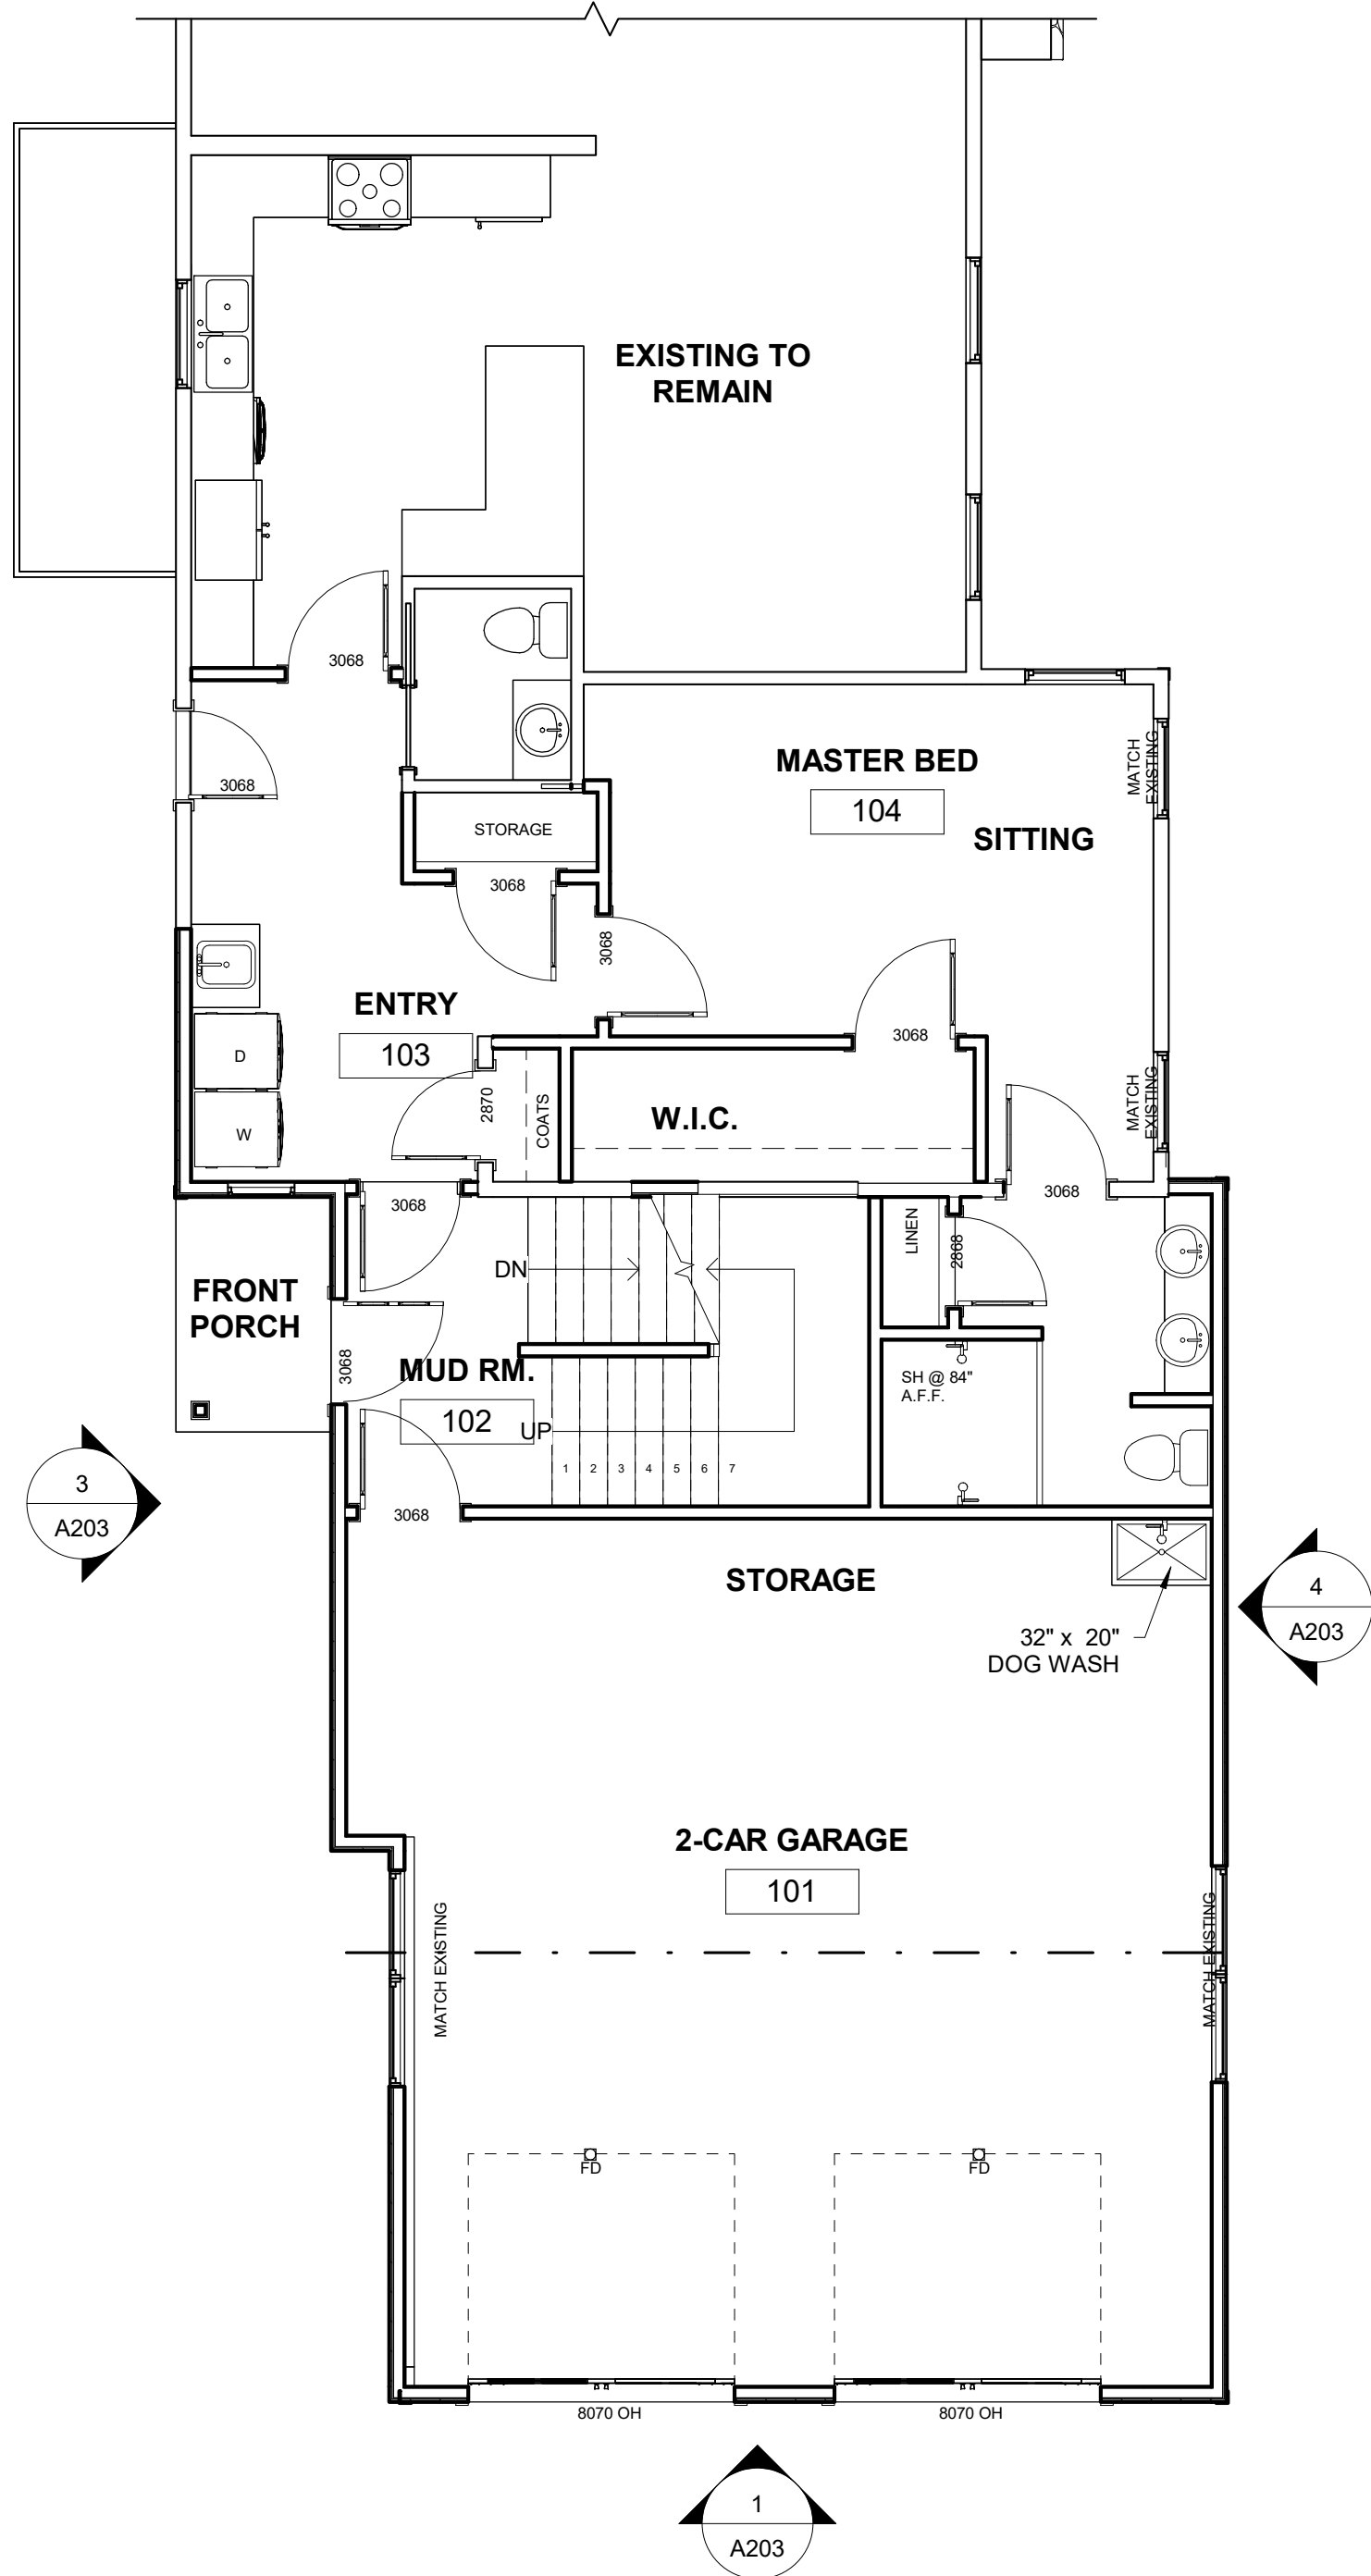 EXISTING TO
REMAIN
3068
3068
MASTER BED
104
SITTING
MATCH
EXISTING
STORAGE
3068
3068
ENTRY
103
D
W
2870
COATS
3068
W.I.C.
MATCH
EXISTING
3068
3068
FRONT
PORCH
DN
LINEN
2868
3068
MUD RM.
102
UP
1 2 3 4 5 6 7
SH @ 84"
A.F.F.
3068
3
A203
STORAGE
32" x 20"
DOG WASH
4
A203
2-CAR GARAGE
101
MATCH EXISTING
MATCH EXISTING
FD
FD
8070 OH
8070 OH
1
A203